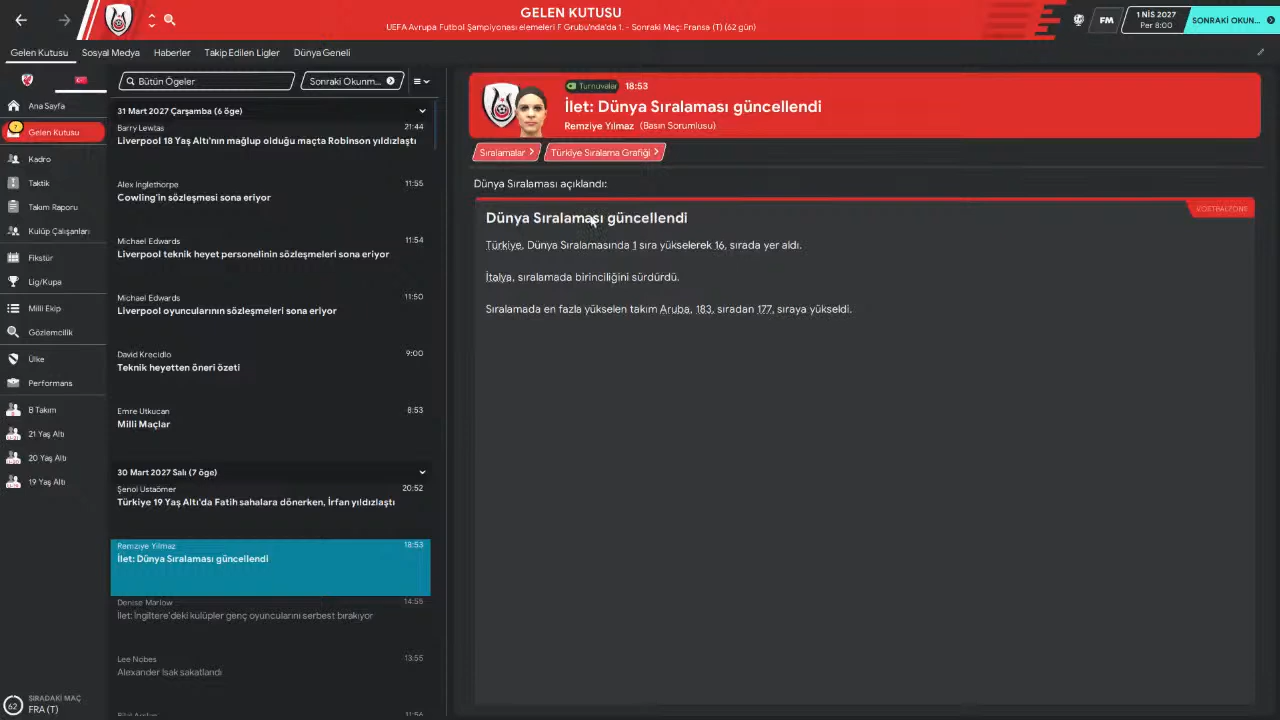 GELEN KUTUSU
UEFA Avrupa Futbol Şampiyonası elemeleri F Grubu'nda'da 1. - Sonraki Maç: Fransa (T) (62 gün)
FM
1 NİS 2027
Per 8:00
SONRAKİ OKUN...
Gelen Kutusu
Sosyal Medya
Haberler
Takip Edilen Ligler
Dünya Geneli
Ana Sayfa
7
Gelen Kutusu
Kadro
Taktik
Takım Raporu
Kulüp Çalışanları
Fikstür
Lig/Kupa
Milli Ekip
Gözlemcilik
Ülke
Performans
B Takım
21 Yaş Altı
20 Yaş Altı
19 Yaş Altı
62
SIRADAKİ MAÇ
FRA (T)
Bütün Ögeler
Sonraki Okunm...
31 Mart 2027 Çarşamba (6 öge)
Barry Lewtas 21:44
Liverpool 18 Yaş Altı'nın mağlup olduğu maçta Robinson yıldızlaştı
Alex Inglethorpe 11:55
Cowling'in sözleşmesi sona eriyor
Michael Edwards 11:54
Liverpool teknik heyet personelinin sözleşmeleri sona eriyor
Michael Edwards 11:50
Liverpool oyuncularının sözleşmeleri sona eriyor
David Krecidlo 9:00
Teknik heyetten öneri özeti
Emre Utkucan 8:53
Milli Maçlar
30 Mart 2027 Salı (7 öge)
Şenol Ustaömer 20:52
Türkiye 19 Yaş Altı'da Fatih sahalara dönerken, İrfan yıldızlaştı
Remziye Yılmaz 18:53
İlet: Dünya Sıralaması güncellendi
Denise Marlow 14:55
İlet: İngiltere'deki kulüpler genç oyuncularını serbest bırakıyor
Lee Nobes 13:55
Alexander Isak sakatlandı
11:56
Turnuvalar 18:53
İlet: Dünya Sıralaması güncellendi
Remziye Yılmaz (Basın Sorumlusu)
Sıralamalar
Türkiye Sıralama Grafiği
Dünya Sıralaması açıklandı:
Dünya Sıralaması güncellendi
Türkiye, Dünya Sıralamasında 1 sıra yükselerek 16, sırada yer aldı.
İtalya, sıralamada birinciliğini sürdürdü.
Sıralamada en fazla yükselen takım Aruba, 183, sıradan 177, sıraya yükseldi.